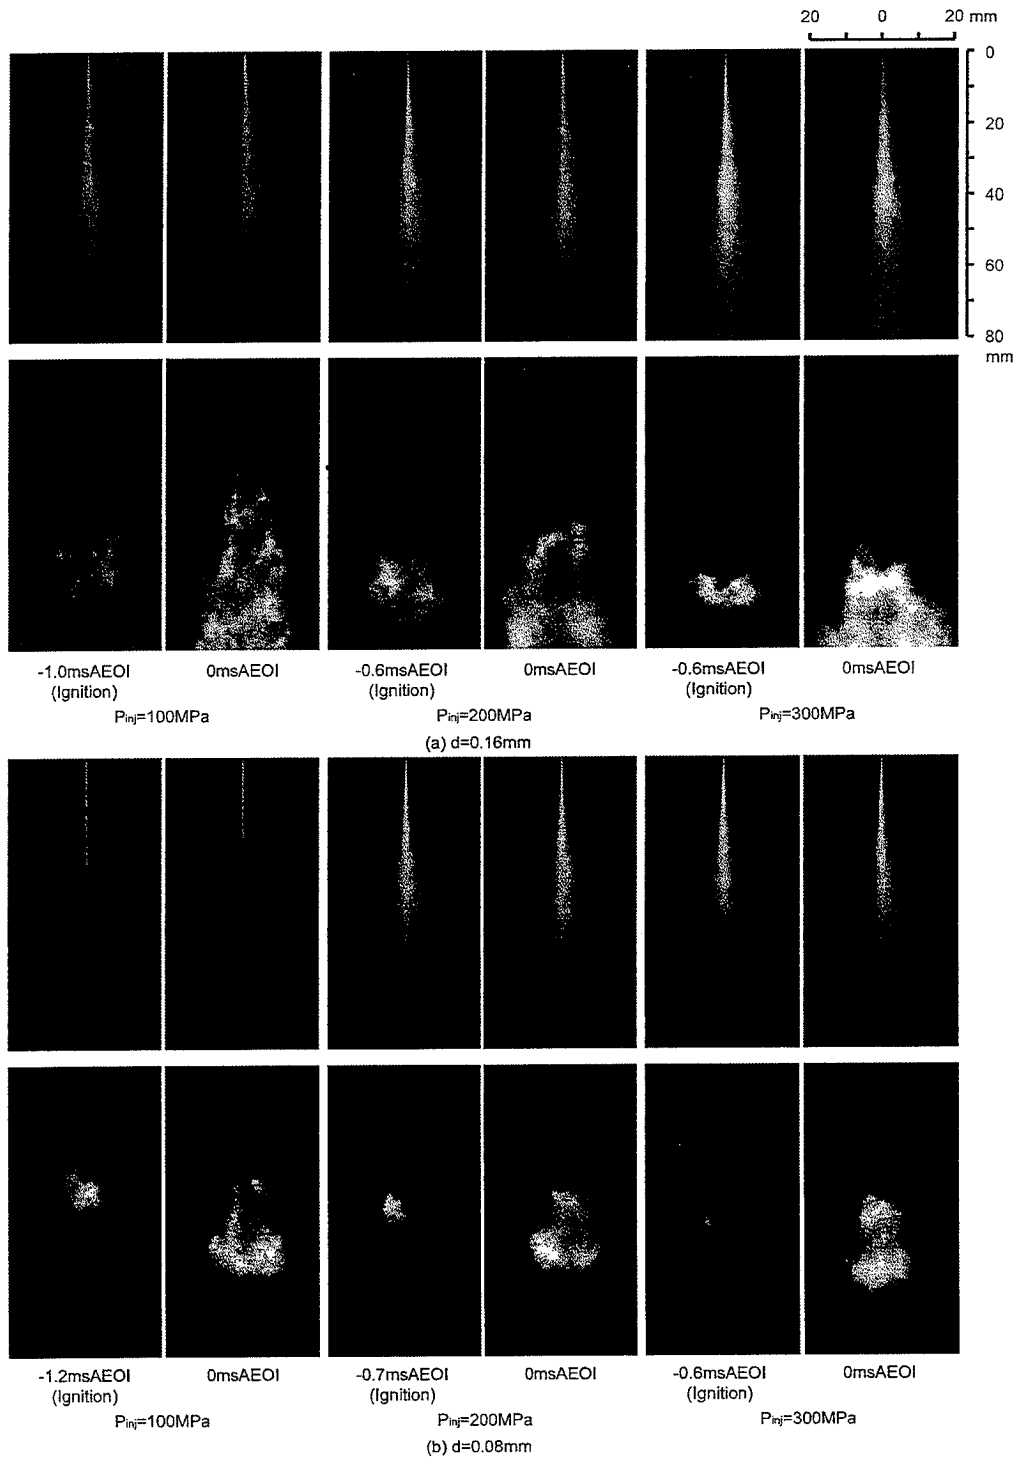 20 0 20 mm
0
20
40
60
80
mm
-1.0msAEOI 0msAEOI -0.6msAEOI 0msAEOI -0.6msAEOI 0msAEOI
(Ignition) (Ignition) (Ignition)
Pinj=100MPa Pinj=200MPa Pinj=300MPa
(a) d=0.16mm
-1.2msAEOI 0msAEOI -0.7msAEOI 0msAEOI -0.6msAEOI 0msAEOI
(Ignition) (Ignition) (Ignition)
Pinj=100MPa Pinj=200MPa Pinj=300MPa
(b) d=0.08mm